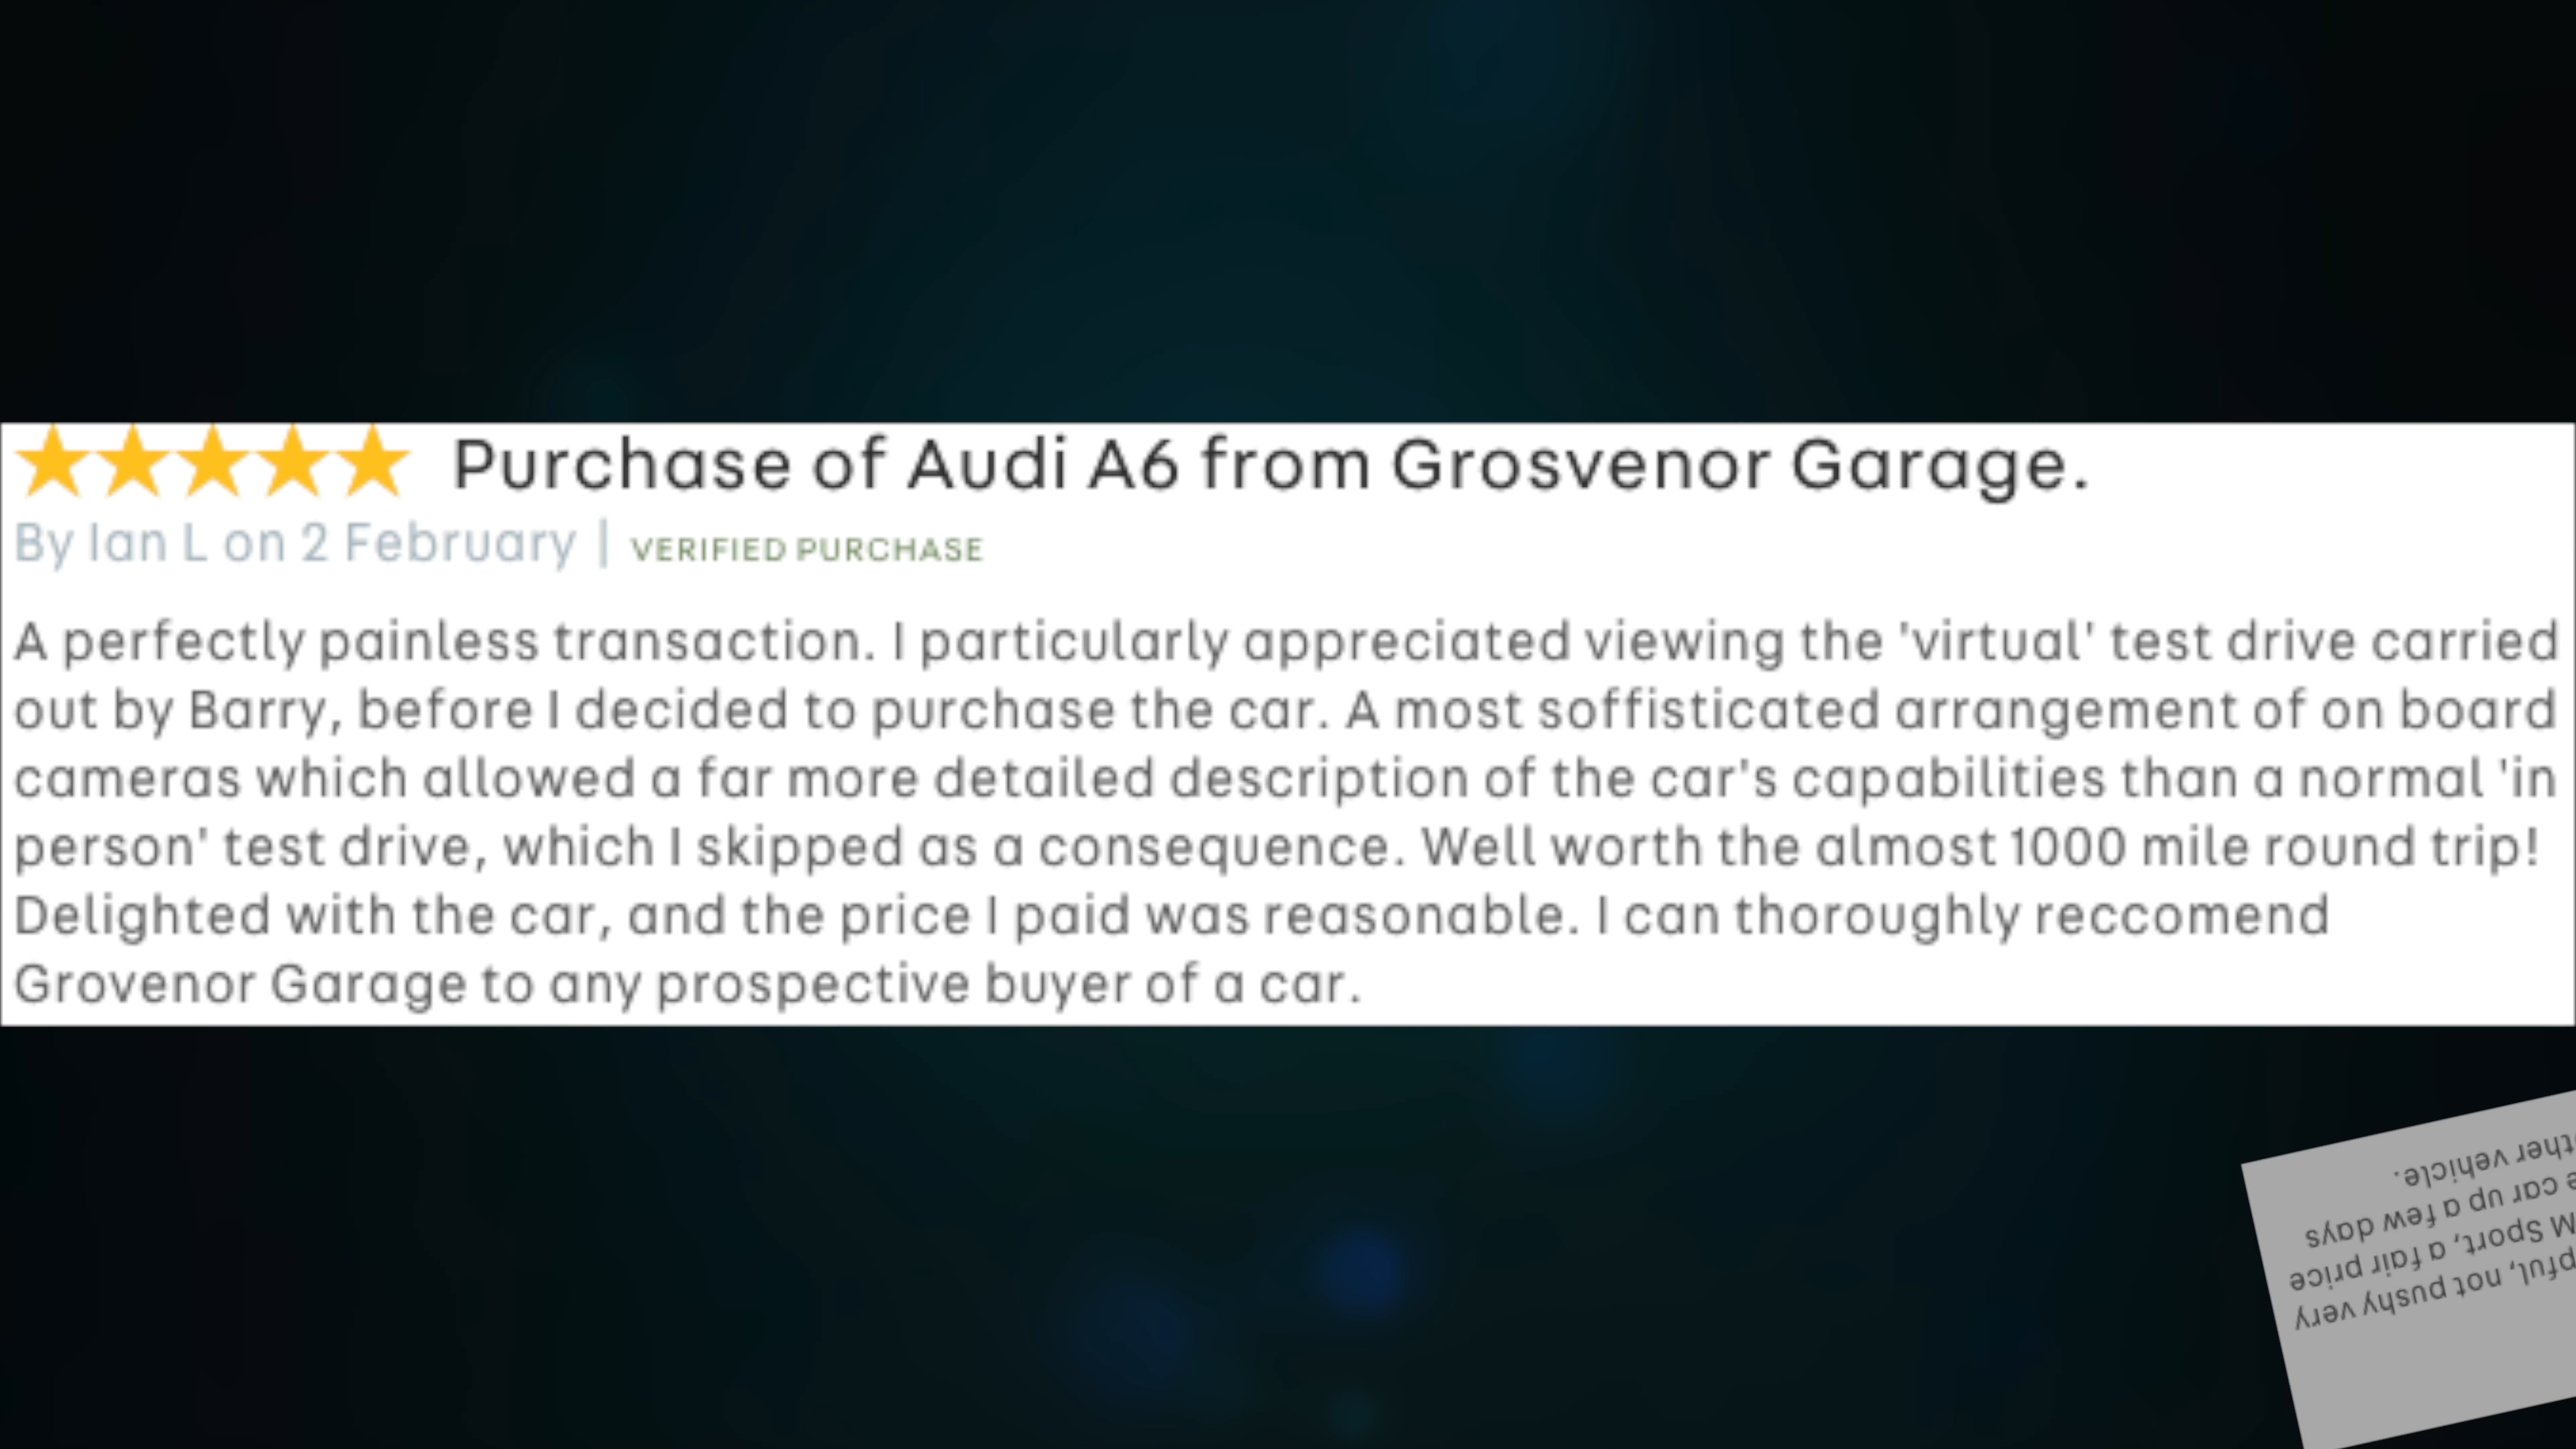 Purchase of Audi A6 from Grosvenor Garage.
By Ian L on 2 February | VERIFIED PURCHASE
A perfectly painless transaction. I particularly appreciated viewing the 'virtual' test drive carried
out by Barry, before I decided to purchase the car. A most soffisticated arrangement of on board
cameras which allowed a far more detailed description of the car's capabilities than a normal 'in
person' test drive, which I skipped as a consequence. Well worth the almost 1000 mile round trip!
Delighted with the car, and the price I paid was reasonable. I can thoroughly reccomend
Grovenor Garage to any prospective buyer of a car.
not pushy very
M Sport, a fair price
car up a few days
vehicle.